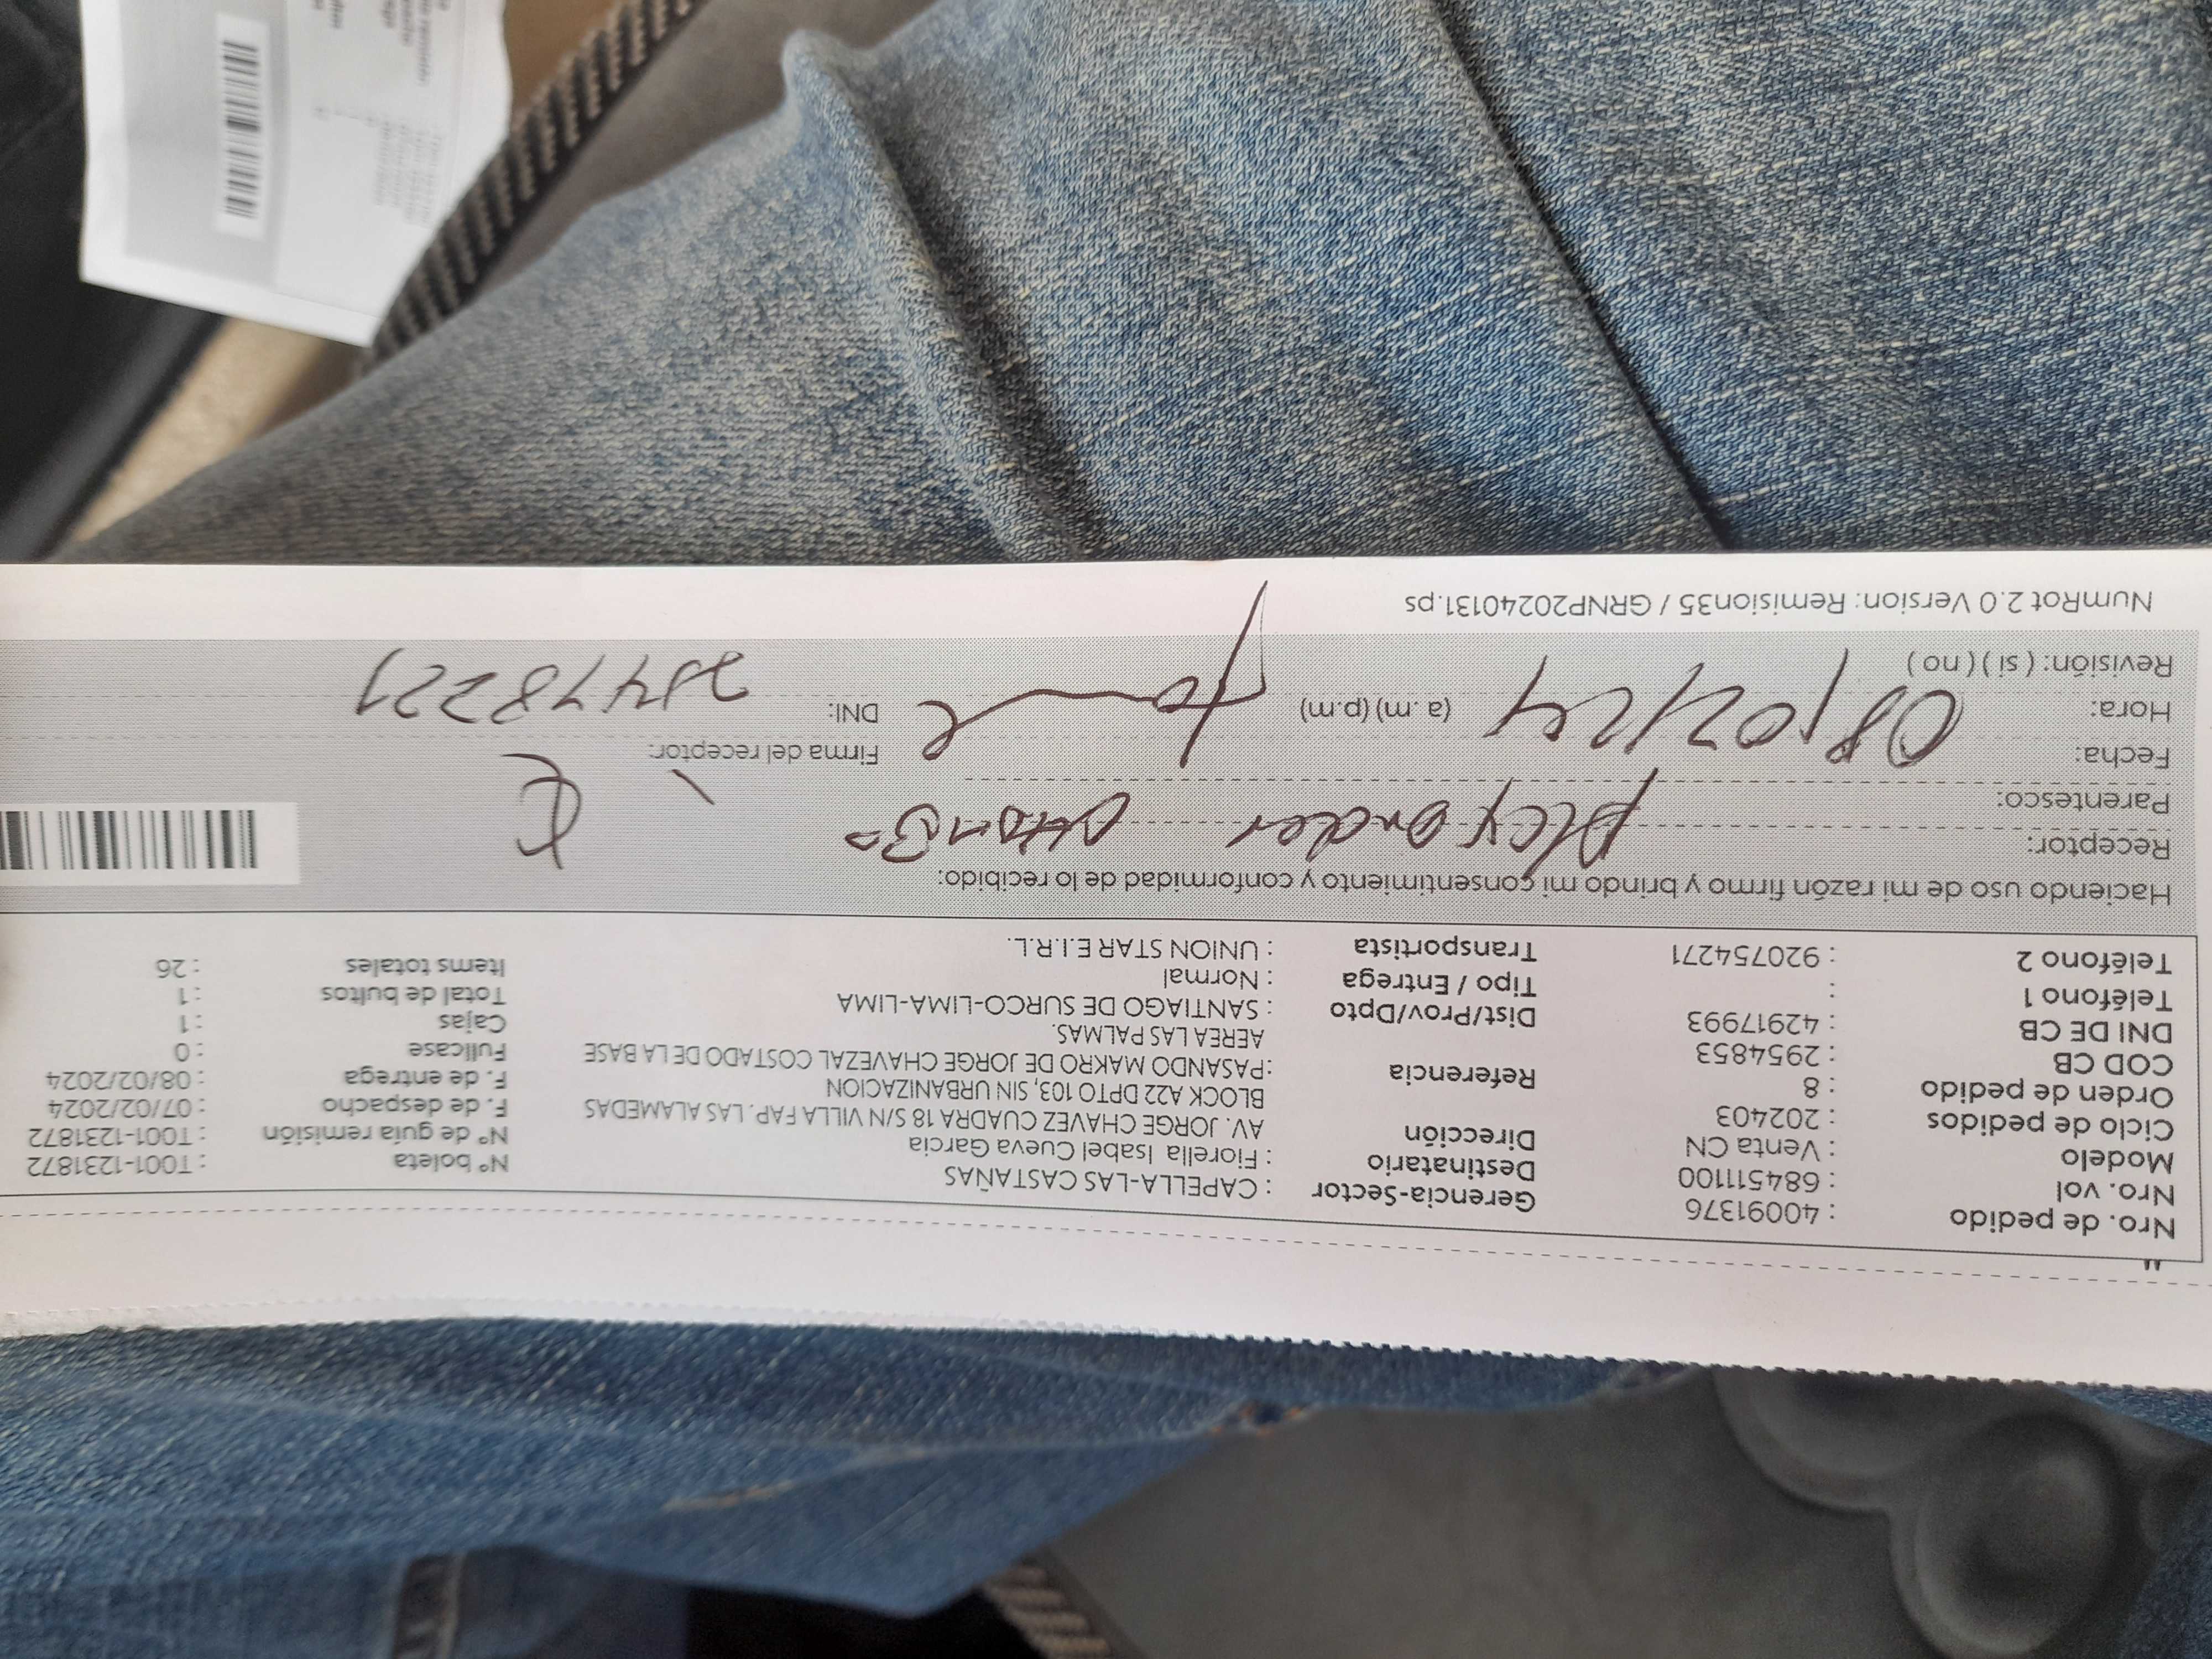 Nro. de pedido : 40091376
Nro. vol : 684511100
Modelo : Venta CN
Ciclo de pedidos : 202403
Orden de pedido : 8
COD CB : 2954853
DNI DE CB : 42917993
Teléfono 1 :
Teléfono 2 : 920754271
Gerencia-Sector : CAPELLA-LAS CASTAÑAS
Destinatario : Fiorella Isabel Cueva Garcia
Dirección AV. JORGE CHAVEZ CUADRA 18 S/N VILLA FAP. LAS ALAMEDAS
BLOCK A22 DPTO 103, SIN URBANIZACION
Referencia :PASANDO MAKRO DE JORGE CHAVEZAL COSTADO DE LA BASE
AEREA LAS PALMAS.
Dist/Prov/Dpto : SANTIAGO DE SURCO-LIMA-LIMA
Tipo / Entrega : Normal
Transportista : UNION STAR E.I.R.L.
Nº boleta : T001-1231872
Nº de guía remisión : T001-1231872
F. de despacho : 07/02/2024
F. de entrega : 08/02/2024
Fullcase : 0
Cajas : 1
Total de bultos : 1
Items totales : 26
Haciendo uso de mi razón firmo y brindo mi consentimiento y conformidad de lo recibido:
Receptor: Alexander
Parentesco:
Fecha: 08/02/24
Hora: (a.m) (p.m)
Revisión: ( si ) ( no )
Firma del receptor:
DNI:
NumRot 2.0 Version: Remision35 / GRNP20240131.ps